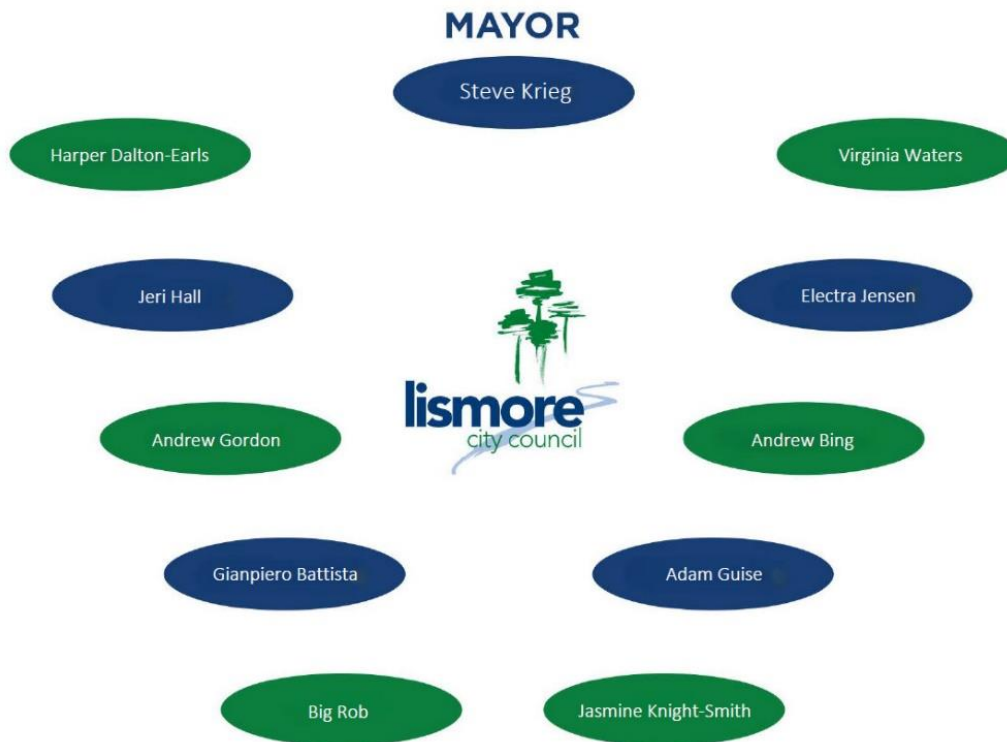 MAYOR
Steve Krieg
Harper Dalton-Earls
Virginia Waters
Jeri Hall
Electra Jensen
lismore
city council
Andrew Gordon
Andrew Bing
Gianpiero Battista
Adam Guise
Big Rob
Jasmine Knight-Smith